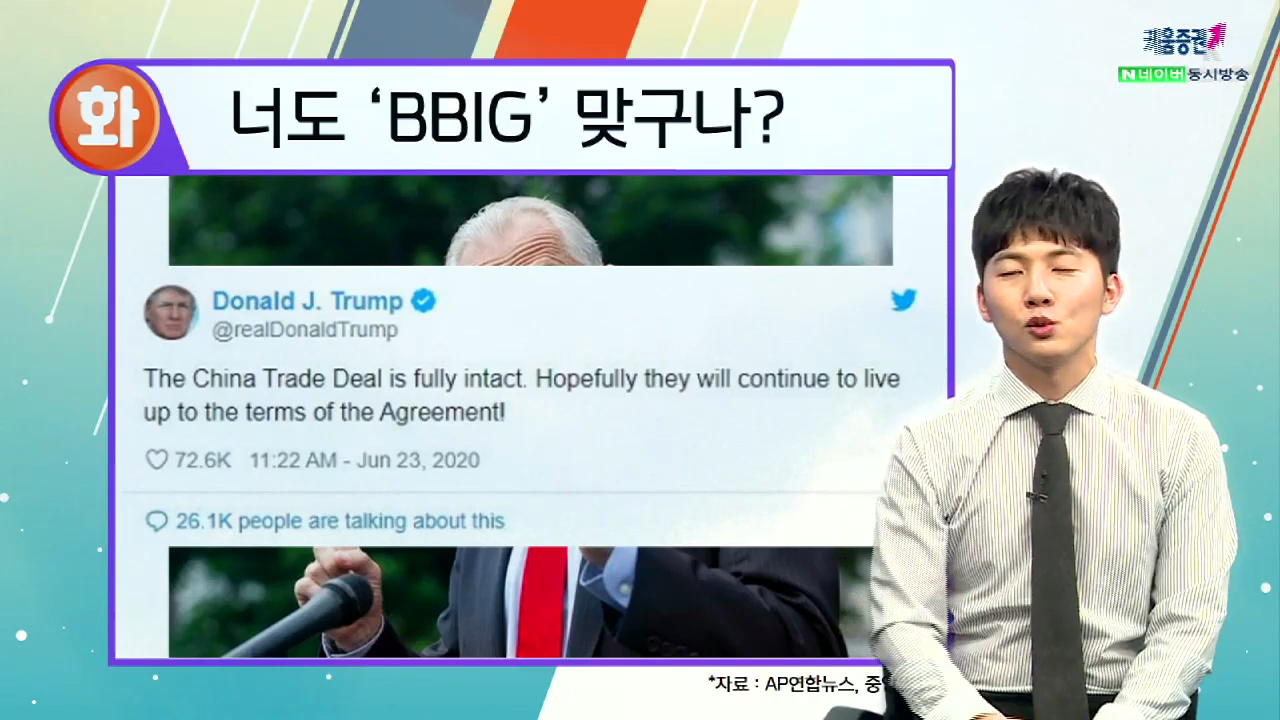 키움증권
N 네이버 동시방송
화
너도 ‘BBIG’ 맞구나?
Donald J. Trump
@realDonaldTrump
The China Trade Deal is fully intact. Hopefully they will continue to live
up to the terms of the Agreement!
72.6K 11:22 AM - Jun 23, 2020
26.1K people are talking about this
*자료 : AP연합뉴스,